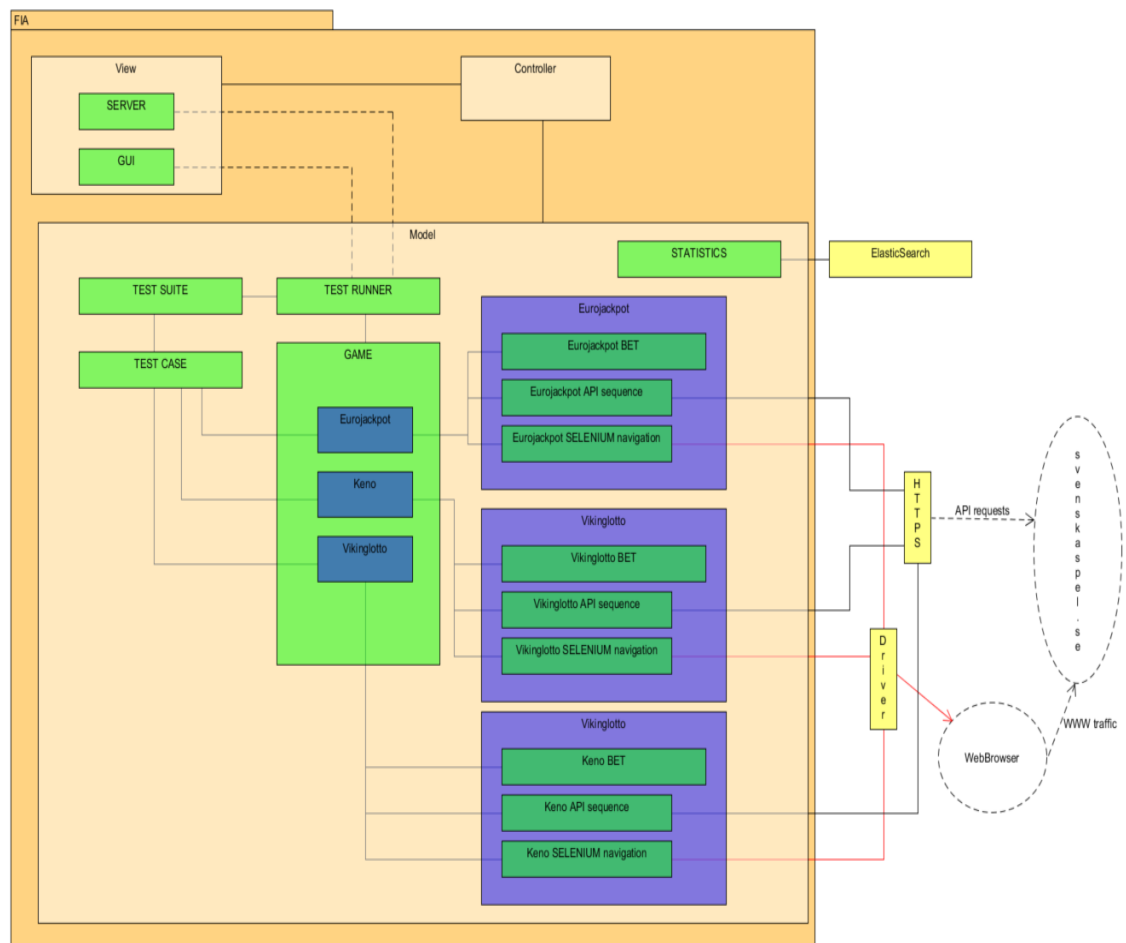 FIA
View
Controller
SERVER
GUI
Model
STATISTICS
ElasticSearch
TEST SUITE
TEST RUNNER
TEST CASE
GAME
Eurojackpot
Keno
Vikinglotto
Eurojackpot
Eurojackpot BET
Eurojackpot API sequence
Eurojackpot SELENIUM navigation
Vikinglotto
Vikinglotto BET
Vikinglotto API sequence
Vikinglotto SELENIUM navigation
Vikinglotto
Keno BET
Keno API sequence
Keno SELENIUM navigation
HTTPS
API requests
svenskaspel.se
Driver
WebBrowser
WWW traffic